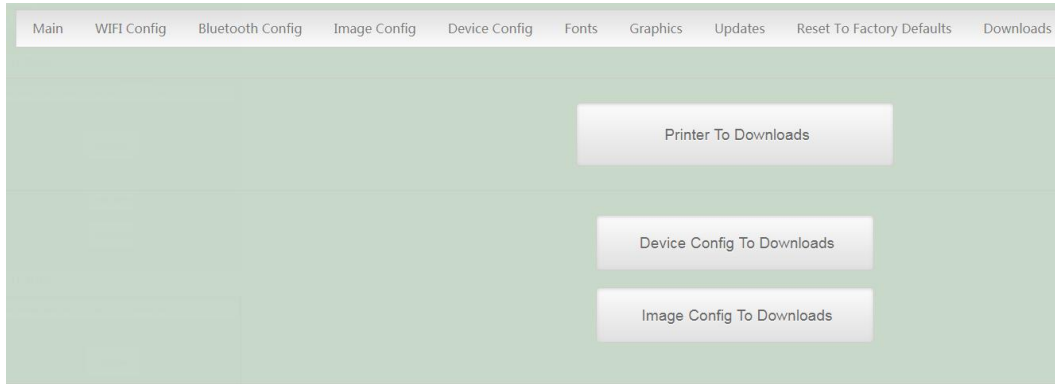 Main WIFI Config Bluetooth Config Image Config Device Config Fonts Graphics Updates Reset To Factory Defaults Downloads
Printer To Downloads
Device Config To Downloads
Image Config To Downloads